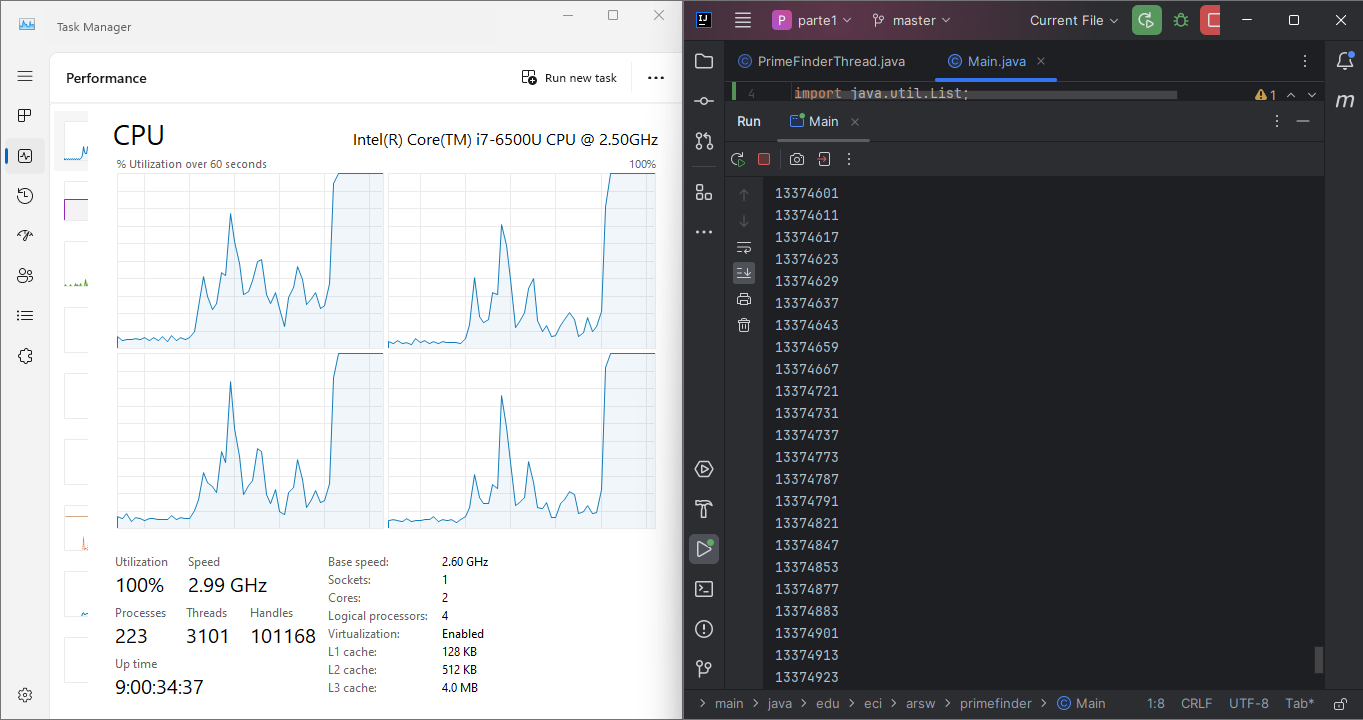 Task Manager
Performance
Run new task
CPU
Intel(R) Core(TM) i7-6500U CPU @ 2.50GHz
% Utilization over 60 seconds
100%
Utilization
Speed
100%
2.99 GHz
Processes
Threads
Handles
223
3101
101168
Up time
9:00:34:37
Base speed:
2.60 GHz
Sockets:
1
Cores:
2
Logical processors:
4
Virtualization:
Enabled
L1 cache:
128 KB
L2 cache:
512 KB
L3 cache:
4.0 MB
IJ
P
parte1
master
Current File
PrimeFinderThread.java
Main.java
4
import java.util.List;
1
m
Run
Main
13374601
13374611
13374617
13374623
13374629
13374637
13374643
13374659
13374667
13374721
13374731
13374737
13374773
13374787
13374791
13374821
13374847
13374853
13374877
13374883
13374901
13374913
13374923
main
java
edu
eci
arsw
primefinder
Main
1:8
CRLF
UTF-8
Tab*